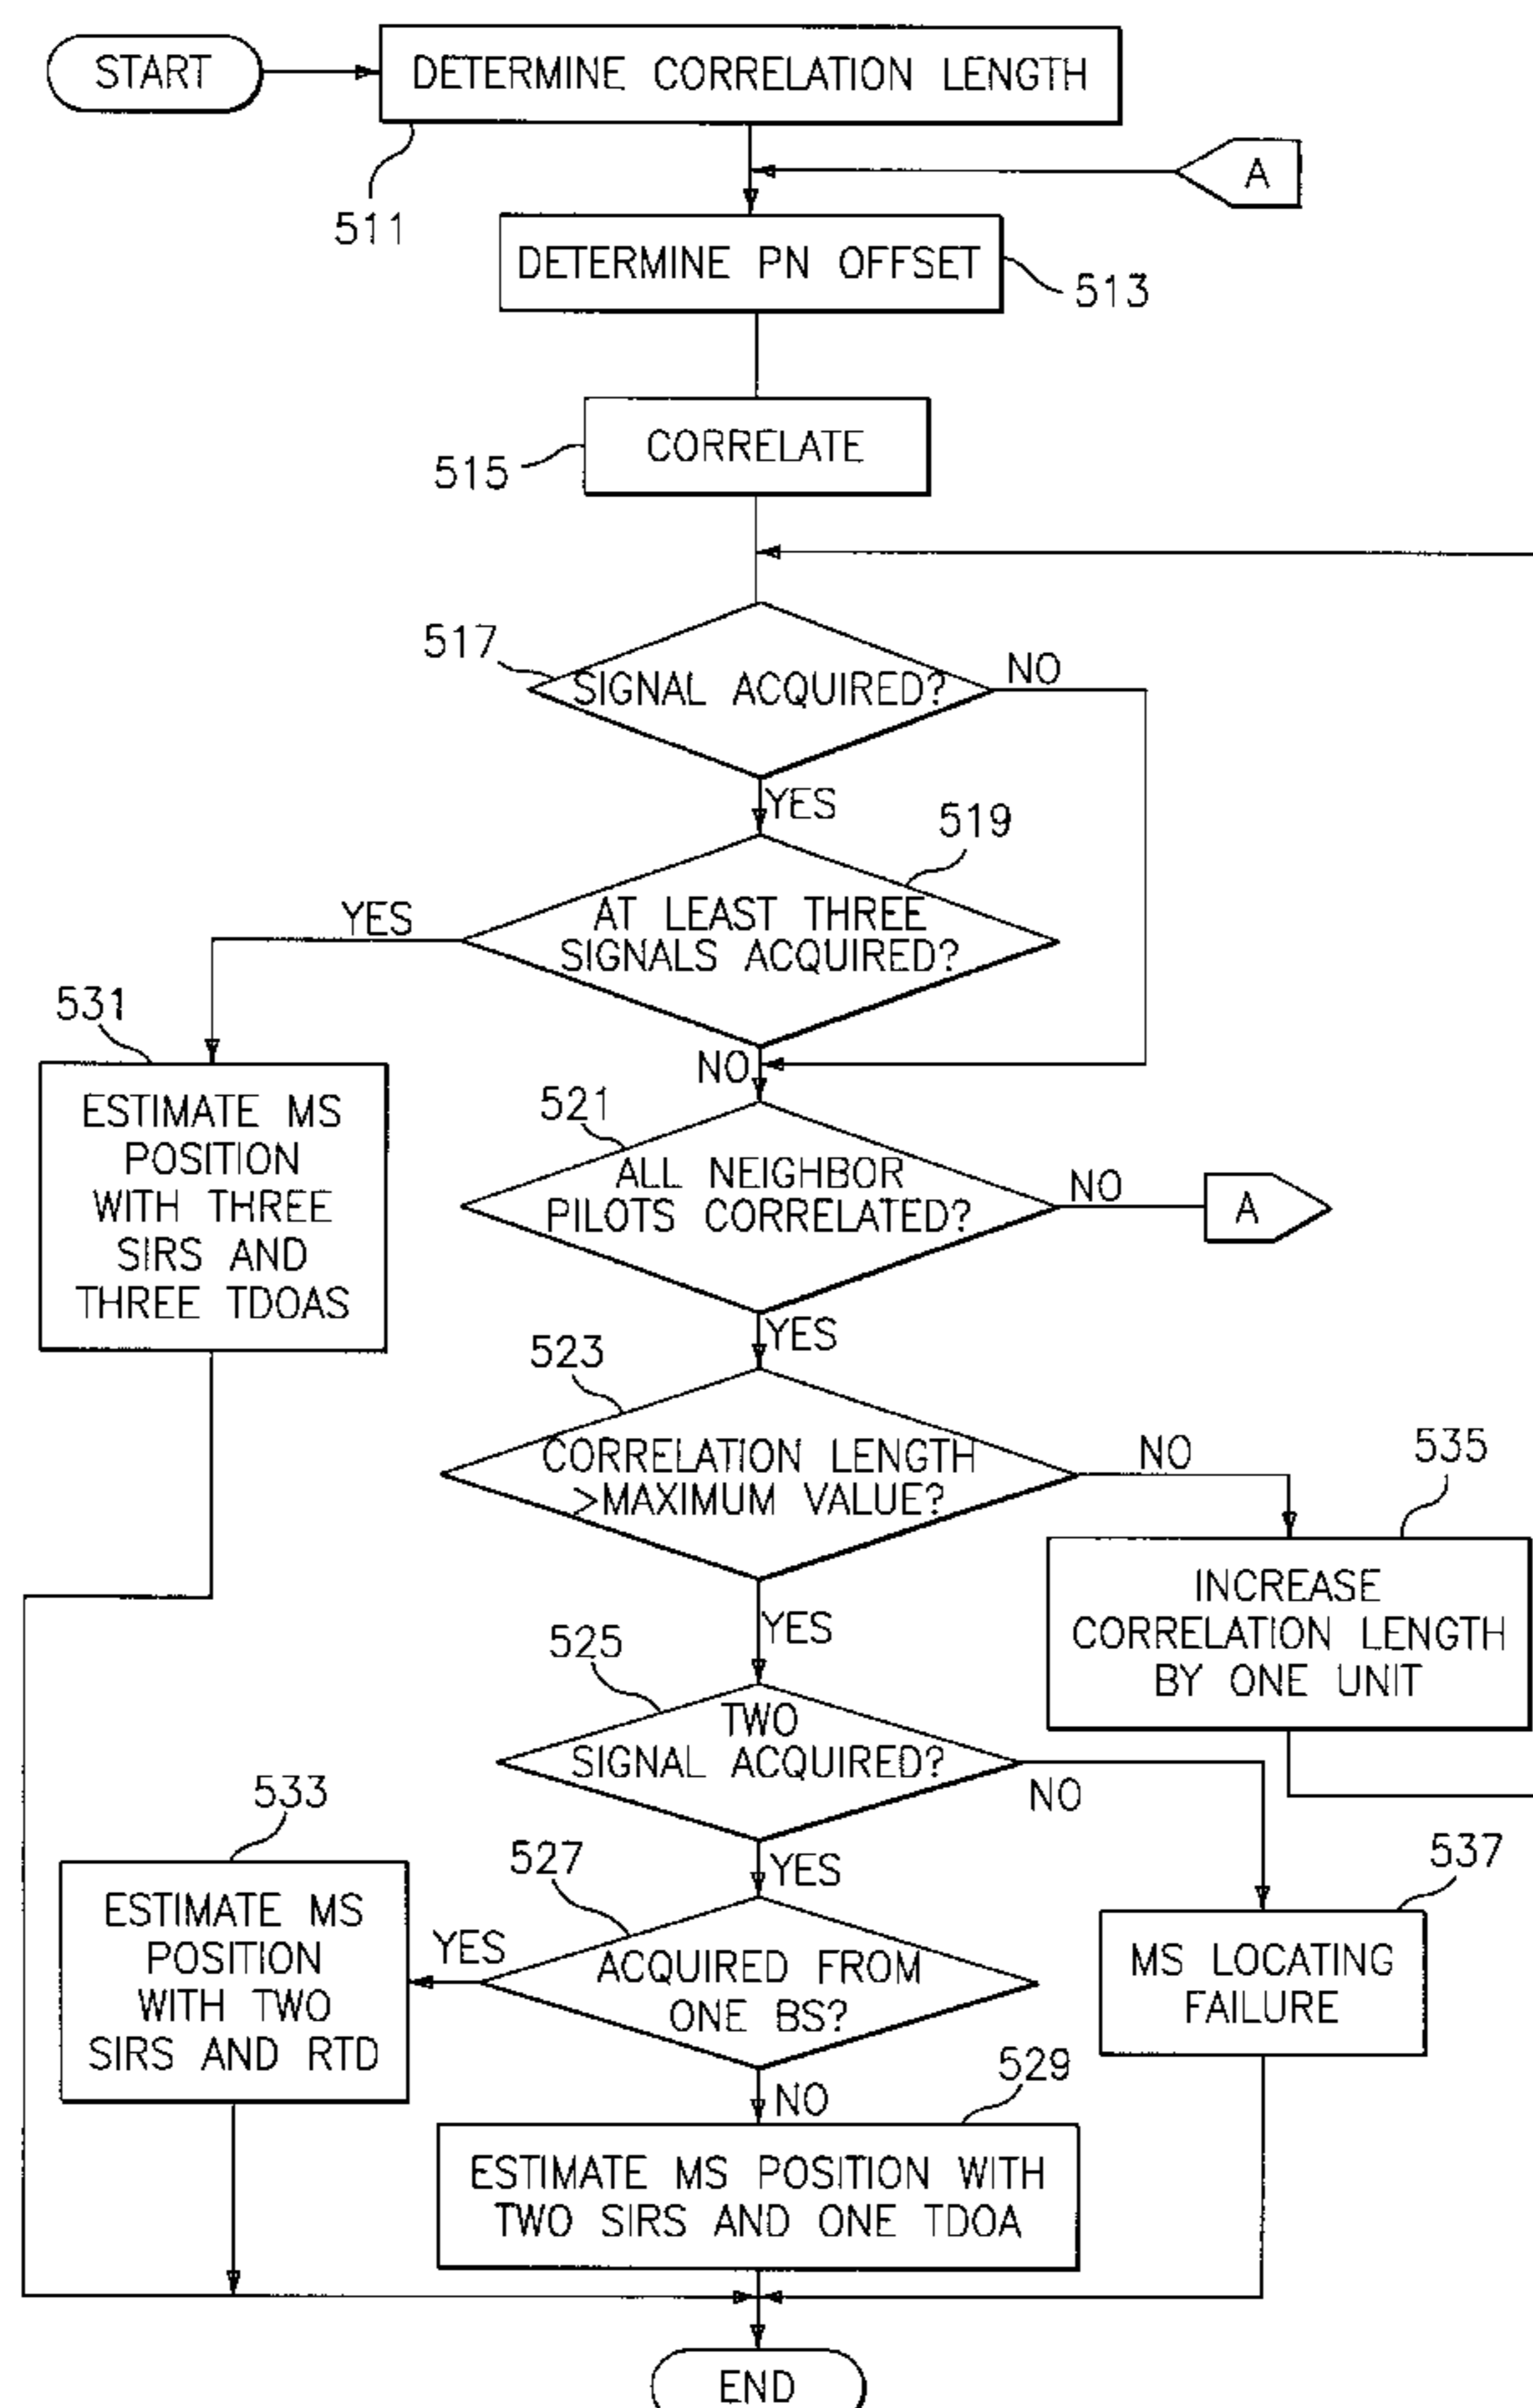 START
DETERMINE CORRELATION LENGTH
511
A
DETERMINE PN OFFSET
513
CORRELATE
515
517
SIGNAL ACQUIRED?
NO
YES
519
AT LEAST THREE
SIGNALS ACQUIRED?
YES
NO
531
ESTIMATE MS
POSITION
WITH THREE
SIRS AND
THREE TDOAS
521
ALL NEIGHBOR
PILOTS CORRELATED?
NO
A
YES
523
CORRELATION LENGTH
>MAXIMUM VALUE?
NO
535
INCREASE
CORRELATION LENGTH
BY ONE UNIT
YES
525
TWO
SIGNAL ACQUIRED?
NO
YES
537
MS LOCATING
FAILURE
527
ACQUIRED FROM
ONE BS?
YES
533
ESTIMATE MS
POSITION
WITH TWO
SIRS AND RTD
NO
529
ESTIMATE MS POSITION WITH
TWO SIRS AND ONE TDOA
END